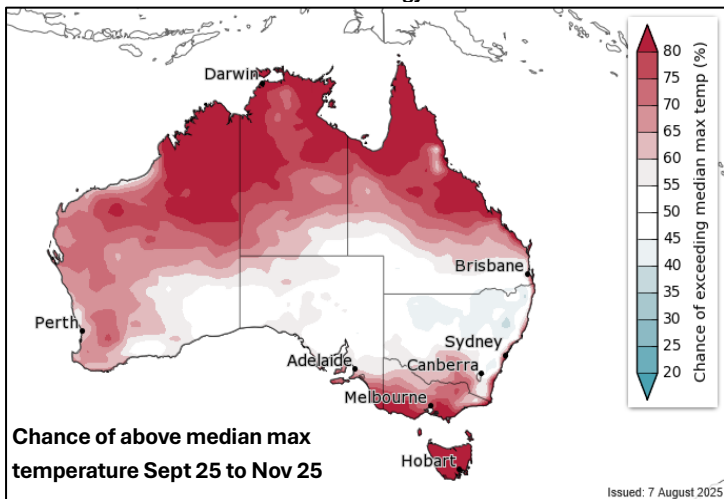 Darwin
Brisbane
Perth
Sydney
Adelaide
Canberra
Melbourne
Hobart
Chance of above median max
temperature Sept 25 to Nov 25
Issued: 7 August 2025
80
75
70
65
60
55
50
45
40
35
30
25
20
Chance of exceeding median max temp (%)